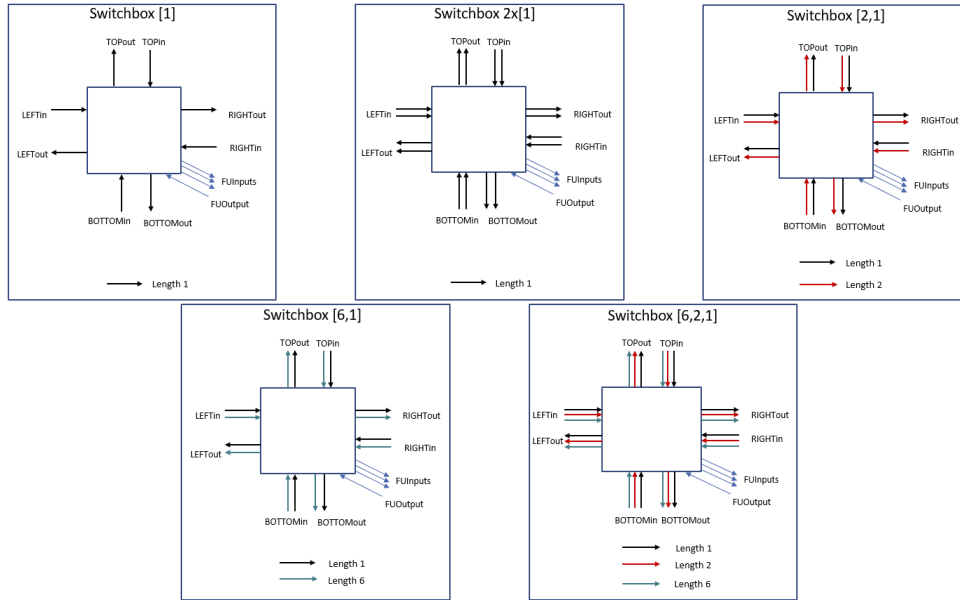 Switchbox [1]
TOPout TOPin
LEFTin
RIGHTout
LEFTout
RIGHTin
FUInputs
FUOutput
BOTTOMin BOTTOMout
Length 1
Switchbox 2x[1]
TOPout TOPin
LEFTin
RIGHTout
LEFTout
RIGHTin
FUInputs
FUOutput
BOTTOMin BOTTOMout
Length 1
Switchbox [2,1]
TOPout TOPin
LEFTin
RIGHTout
LEFTout
RIGHTin
FUInputs
FUOutput
BOTTOMin BOTTOMout
Length 1
Length 2
Switchbox [6,1]
TOPout TOPin
LEFTin
RIGHTout
LEFTout
RIGHTin
FUInputs
FUOutput
BOTTOMin BOTTOMout
Length 1
Length 6
Switchbox [6,2,1]
TOPout TOPin
LEFTin
RIGHTout
LEFTout
RIGHTin
FUInputs
FUOutput
BOTTOMin BOTTOMout
Length 1
Length 2
Length 6